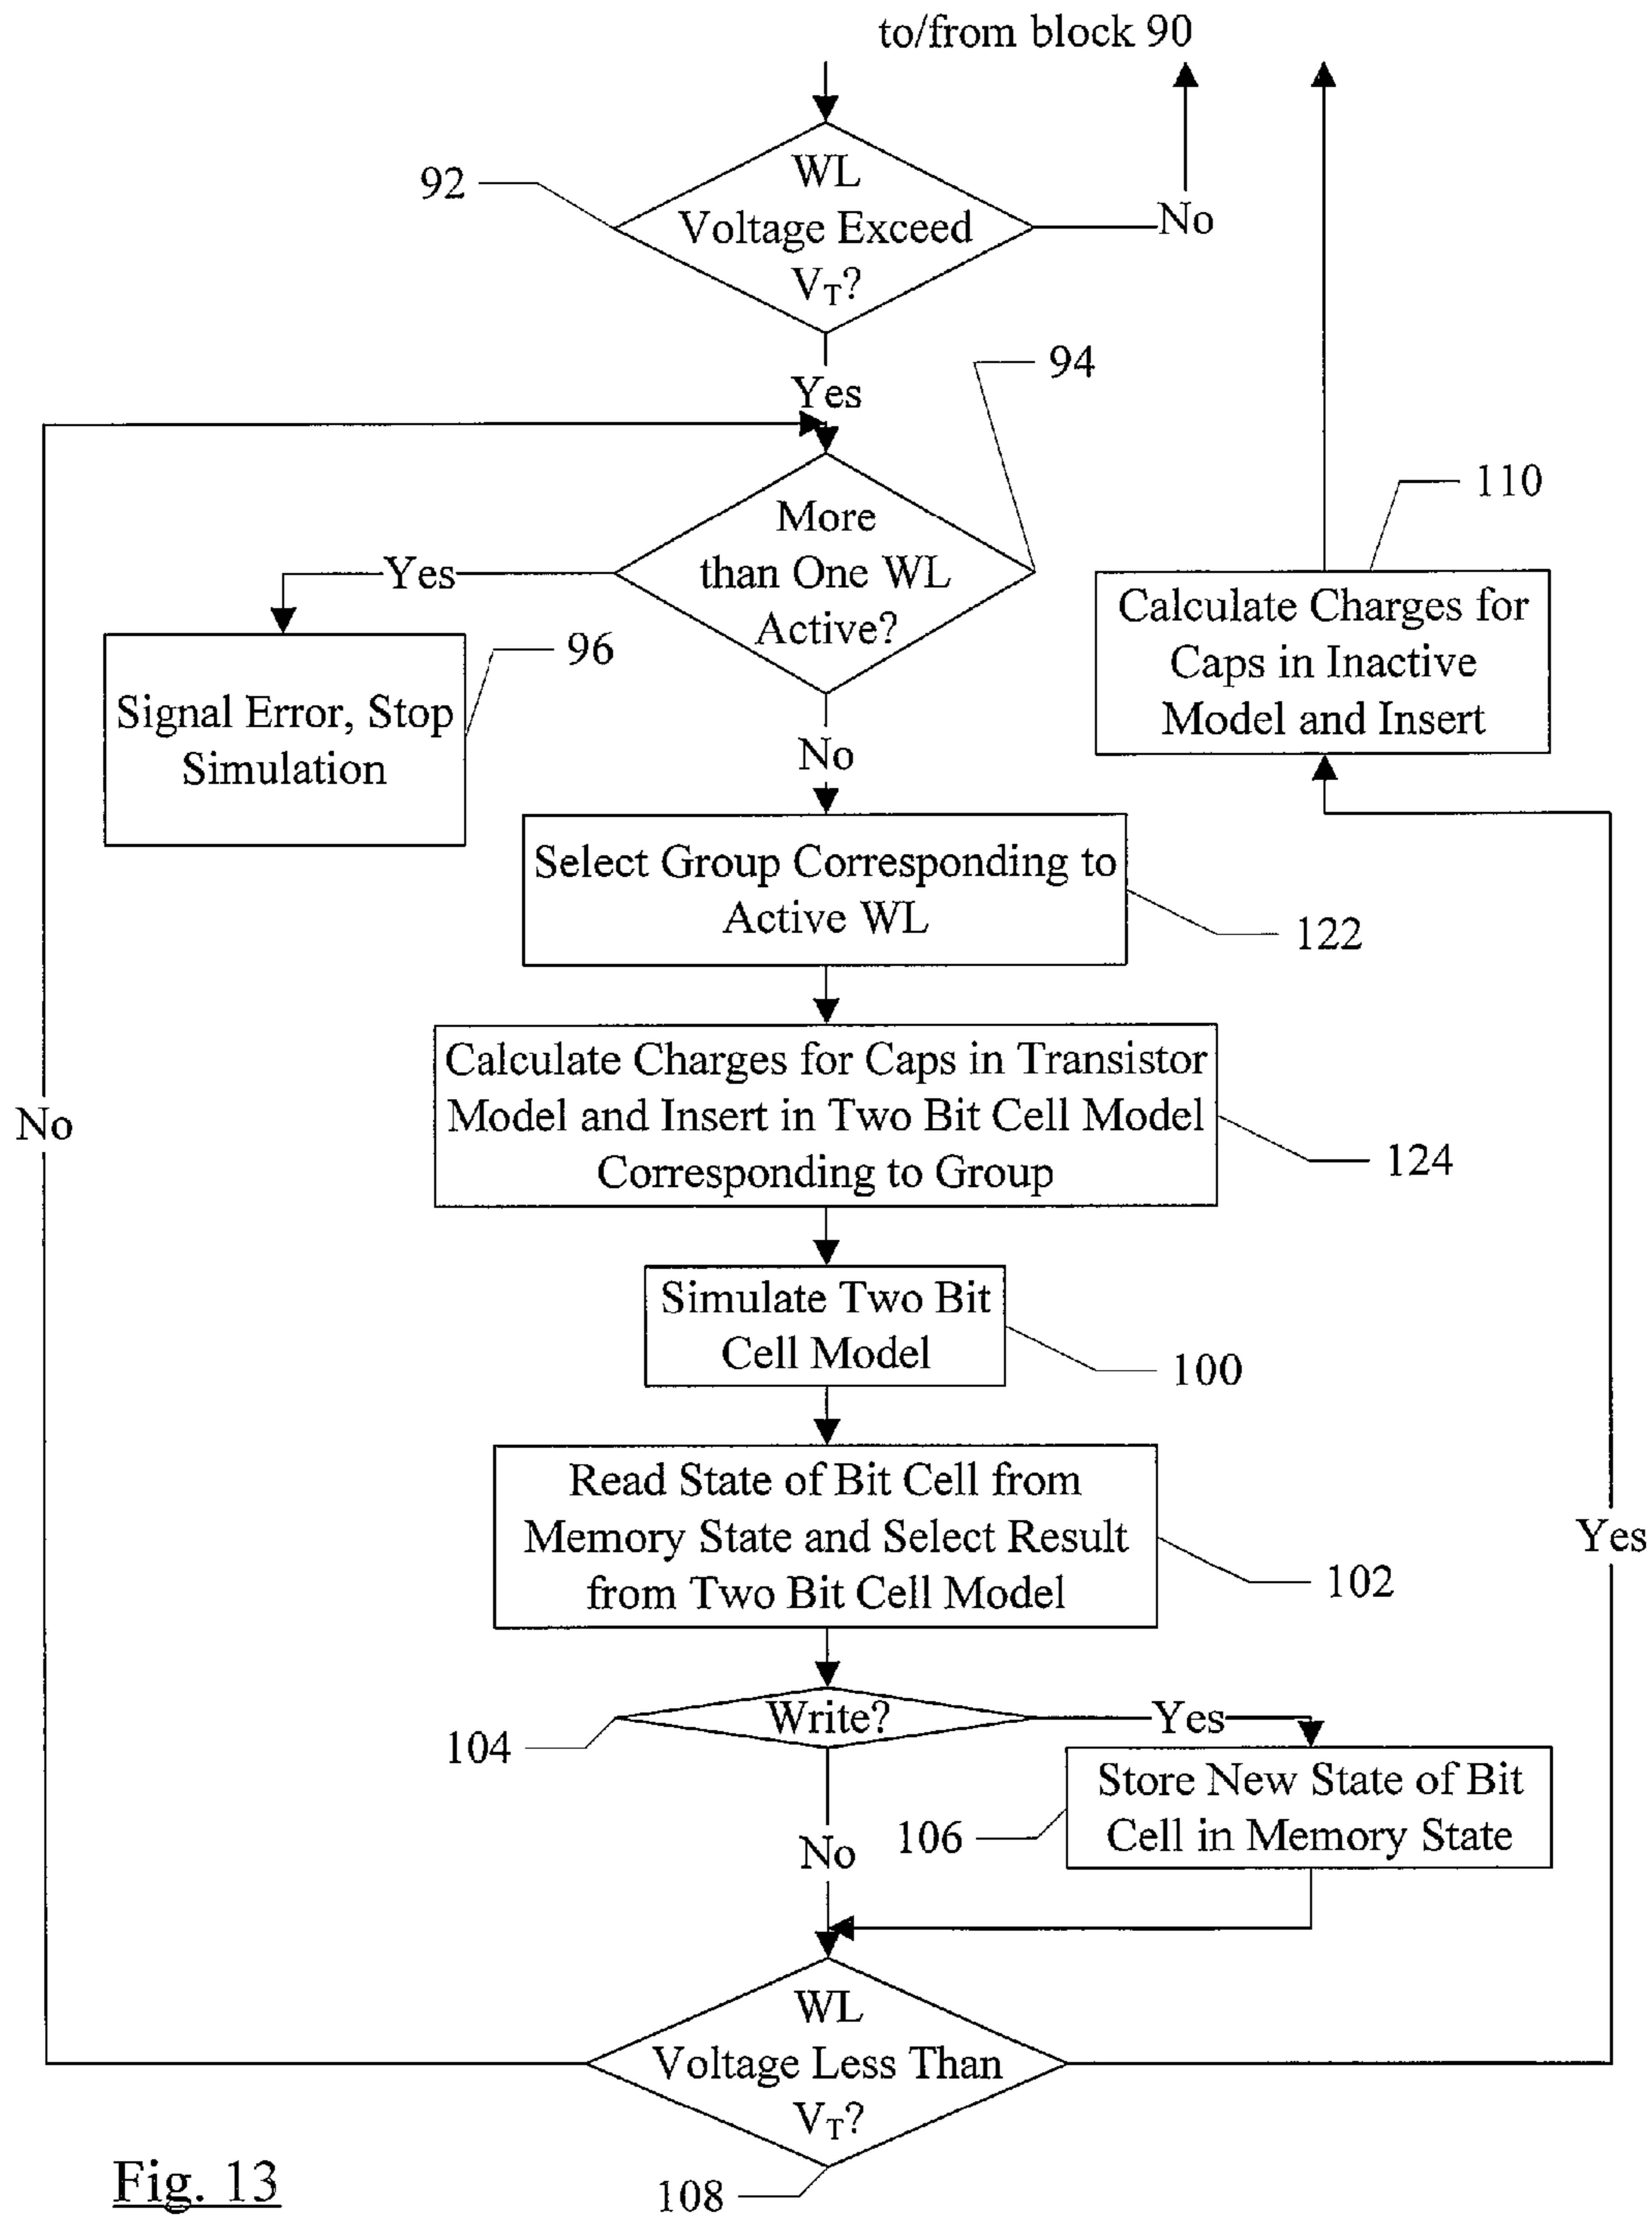 to/from block 90
92
WL
Voltage Exceed
VT?
No
Yes
94
More
than One WL
Active?
Yes
96
Signal Error, Stop
Simulation
No
110
Calculate Charges for
Caps in Inactive
Model and Insert
Select Group Corresponding to
Active WL
122
Calculate Charges for Caps in Transistor
Model and Insert in Two Bit Cell Model
Corresponding to Group
124
No
Simulate Two Bit
Cell Model
100
Read State of Bit Cell from
Memory State and Select Result
from Two Bit Cell Model
102
Yes
104
Write?
Yes
Store New State of Bit
Cell in Memory State
106
No
WL
Voltage Less Than
VT?
108
Fig. 13